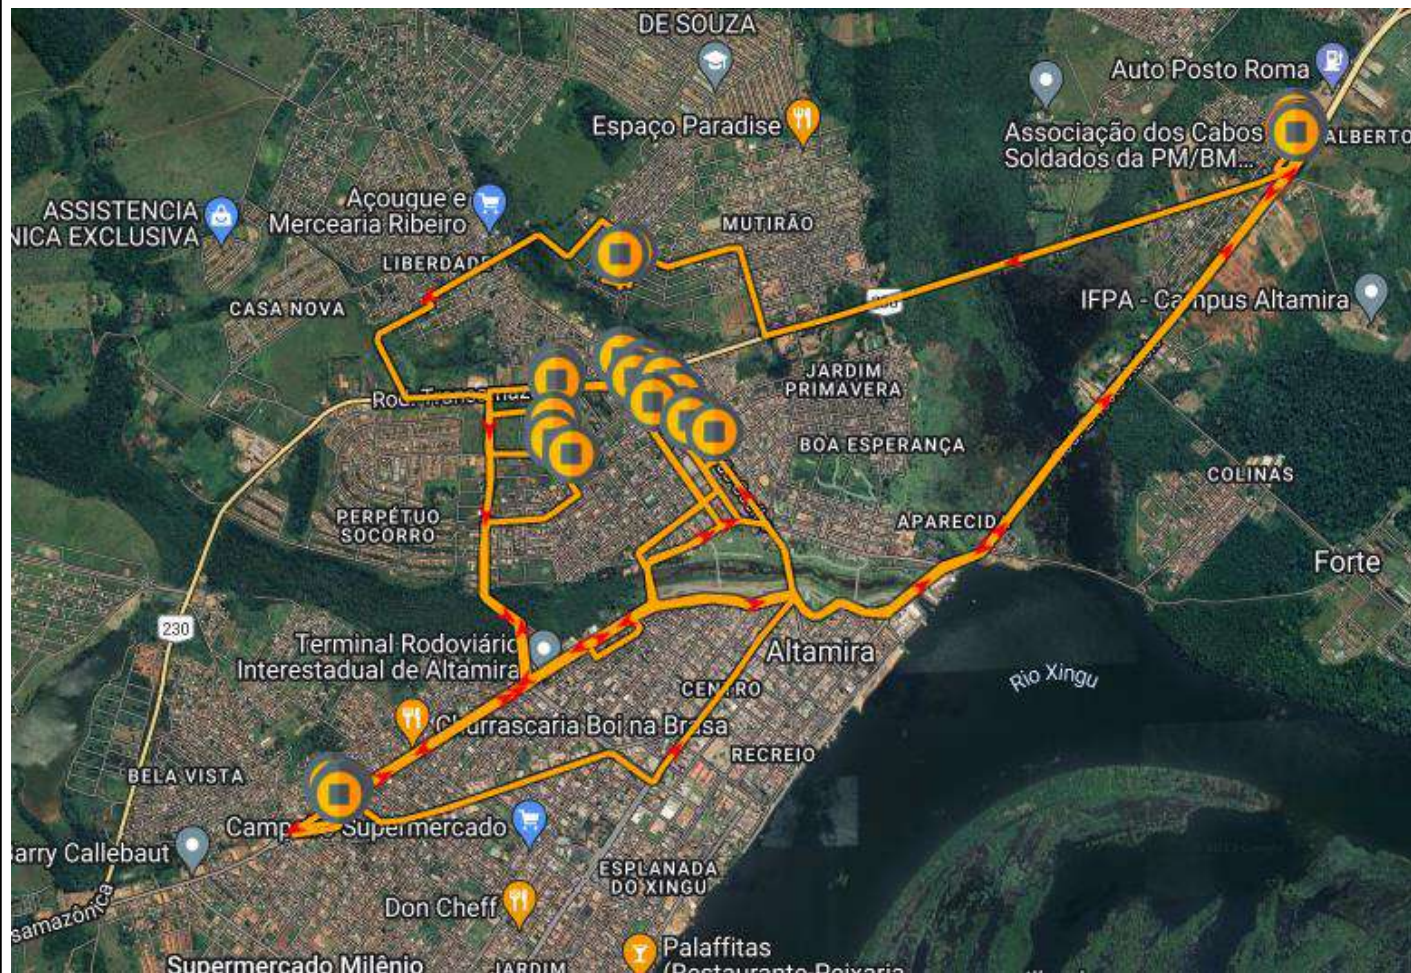 DE SOUZA
Auto Posto Roma
Espaço Paradise
Associação dos Cabos
Soldados da PM/BM...
ALBERTO
Açougue e
Mercearia Ribeiro
ASSISTENCIA
NICA EXCLUSIVA
MUTIRÃO
LIBERDADE
CASA NOVA
IFPA - Campus Altamira
JARDIM
PRIMAVERA
BOA ESPERANÇA
COLINAS
PERPÉTUO
SOCORRO
APARECIDA
Forte
230
Terminal Rodoviário
Interestadual de Altamira
Altamira
Rio Xingu
CENTRO
Churrascaria Boi na Brasa
RECREIO
BELA VISTA
Supermercado
Barry Callebaut
ESPLANADA
DO XINGU
Don Cheff
samazônica
Palaffitas
(Restaurante Peixaria
Supermercado Milênio
JARDIM